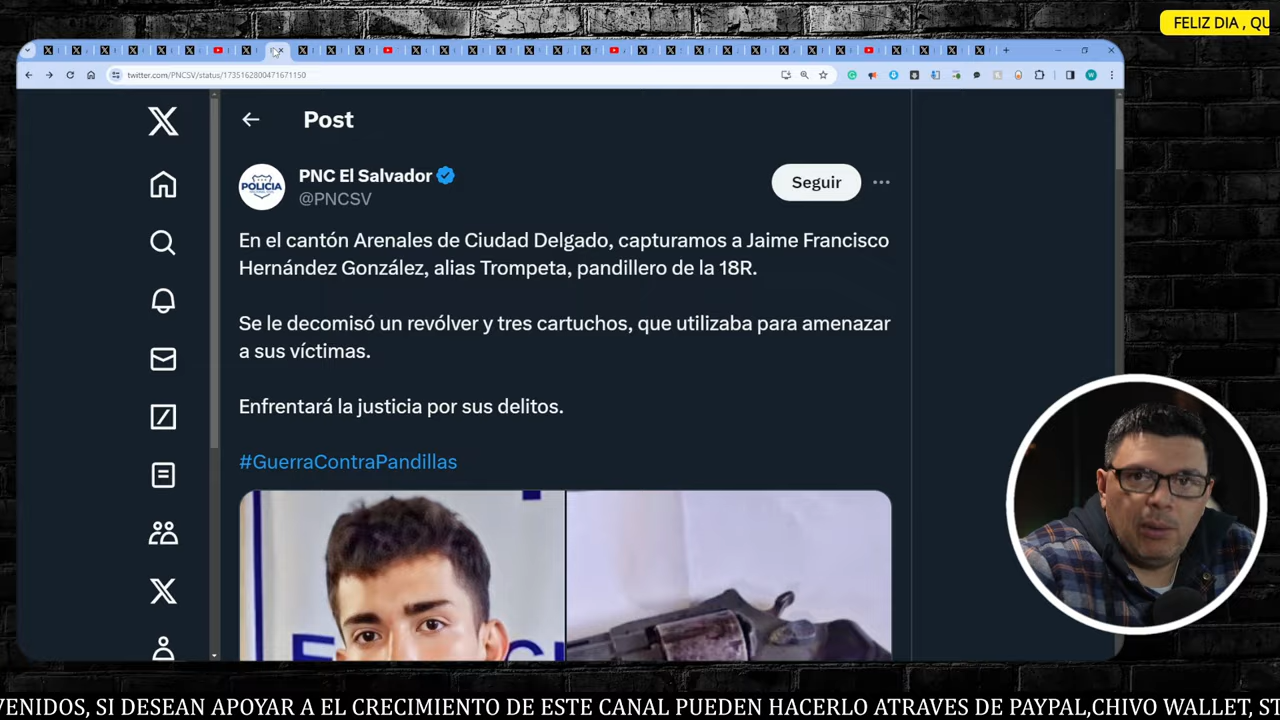 FELIZ DIA , QU
twitter.com/PNCSV/status/1735162800471671150
W
Post
POLICIA
PNC El Salvador
@PNCSV
Seguir
En el cantón Arenales de Ciudad Delgado, capturamos a Jaime Francisco
Hernández González, alias Trompeta, pandillero de la 18R.
Se le decomisó un revólver y tres cartuchos, que utilizaba para amenazar
a sus víctimas.
Enfrentará la justicia por sus delitos.
#GuerraContraPandillas
VENIDOS, SI DESEAN APOYAR A EL CRECIMIENTO DE ESTE CANAL PUEDEN HACERLO ATRAVES DE PAYPAL,CHIVO WALLET, ST